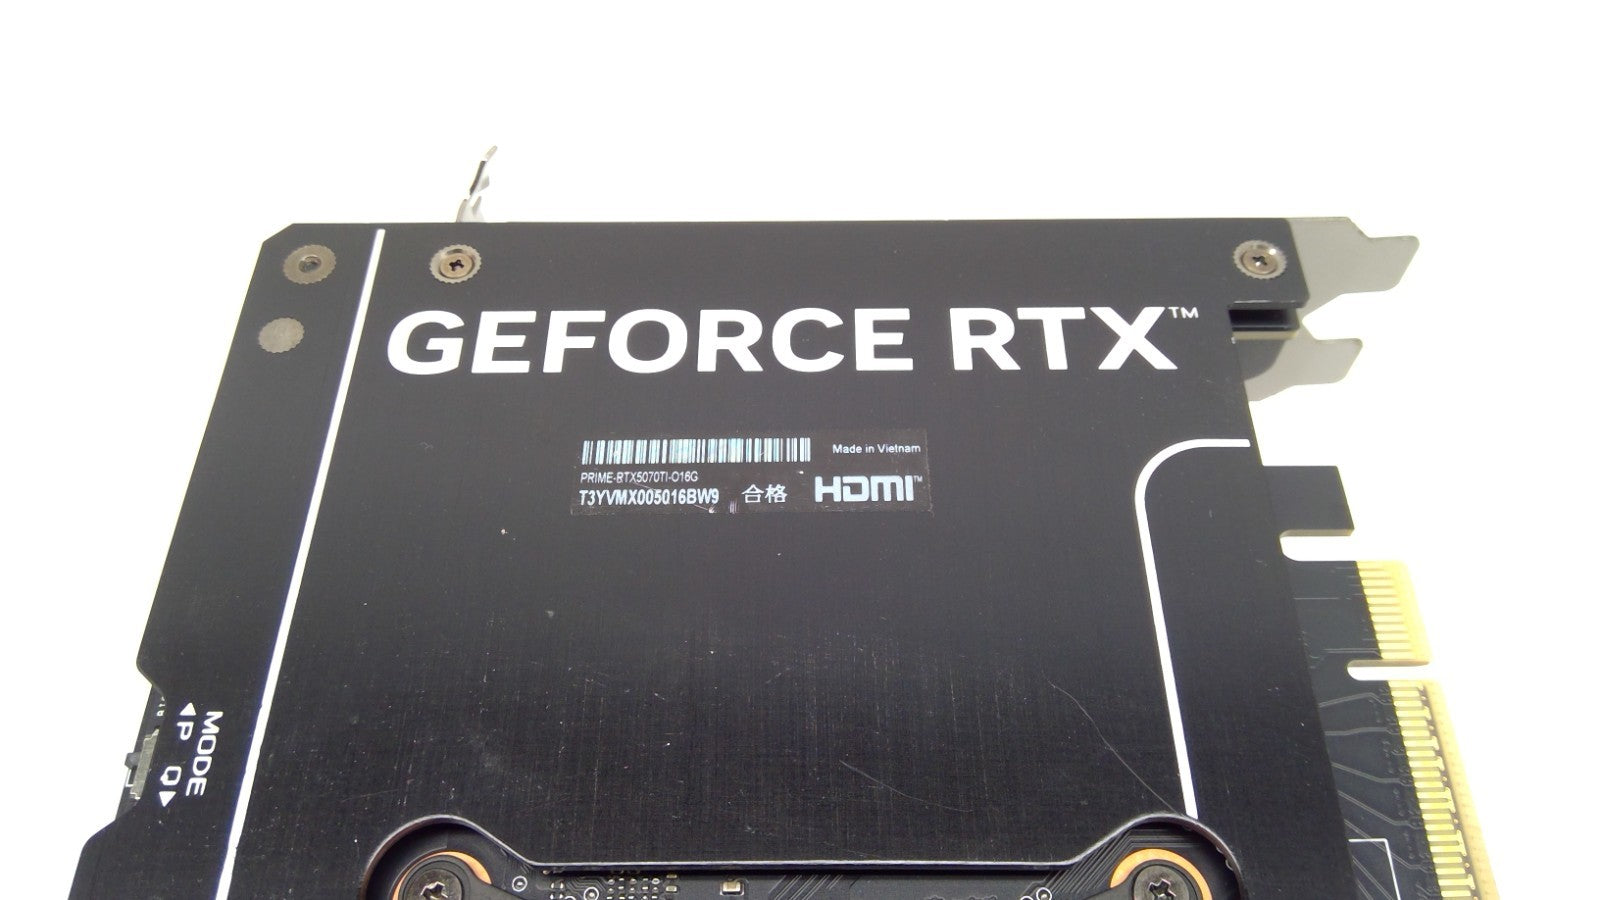 GEFORCE RTX™
Made in Vietnam
PRIME-RTX5070TI-O16G
T3YVMX005016BW9 合格 HDMI™
MODE
◀P Q▶